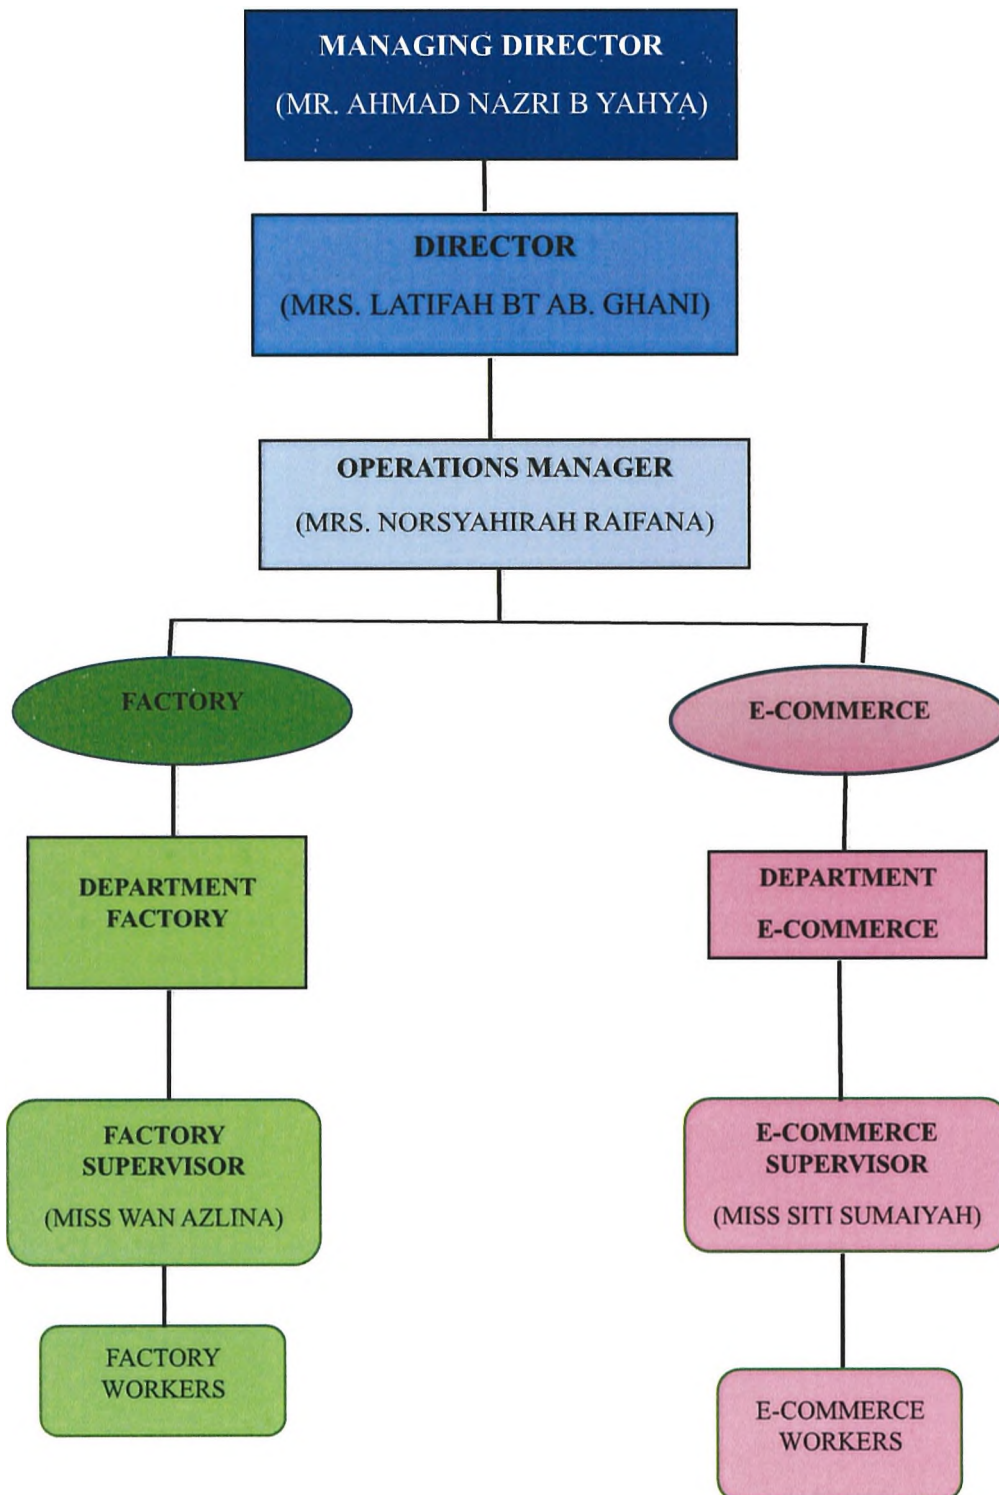 MANAGING DIRECTOR
(MR. AHMAD NAZRI B YAHYA)
DIRECTOR
(MRS. LATIFAH BT AB. GHANI)
OPERATIONS MANAGER
(MRS. NORSYAHIRAH RAIFANA)
FACTORY
E-COMMERCE
DEPARTMENT
FACTORY
DEPARTMENT
E-COMMERCE
FACTORY
SUPERVISOR
(MISS WAN AZLINA)
E-COMMERCE
SUPERVISOR
(MISS SITI SUMAIYAH)
FACTORY
WORKERS
E-COMMERCE
WORKERS